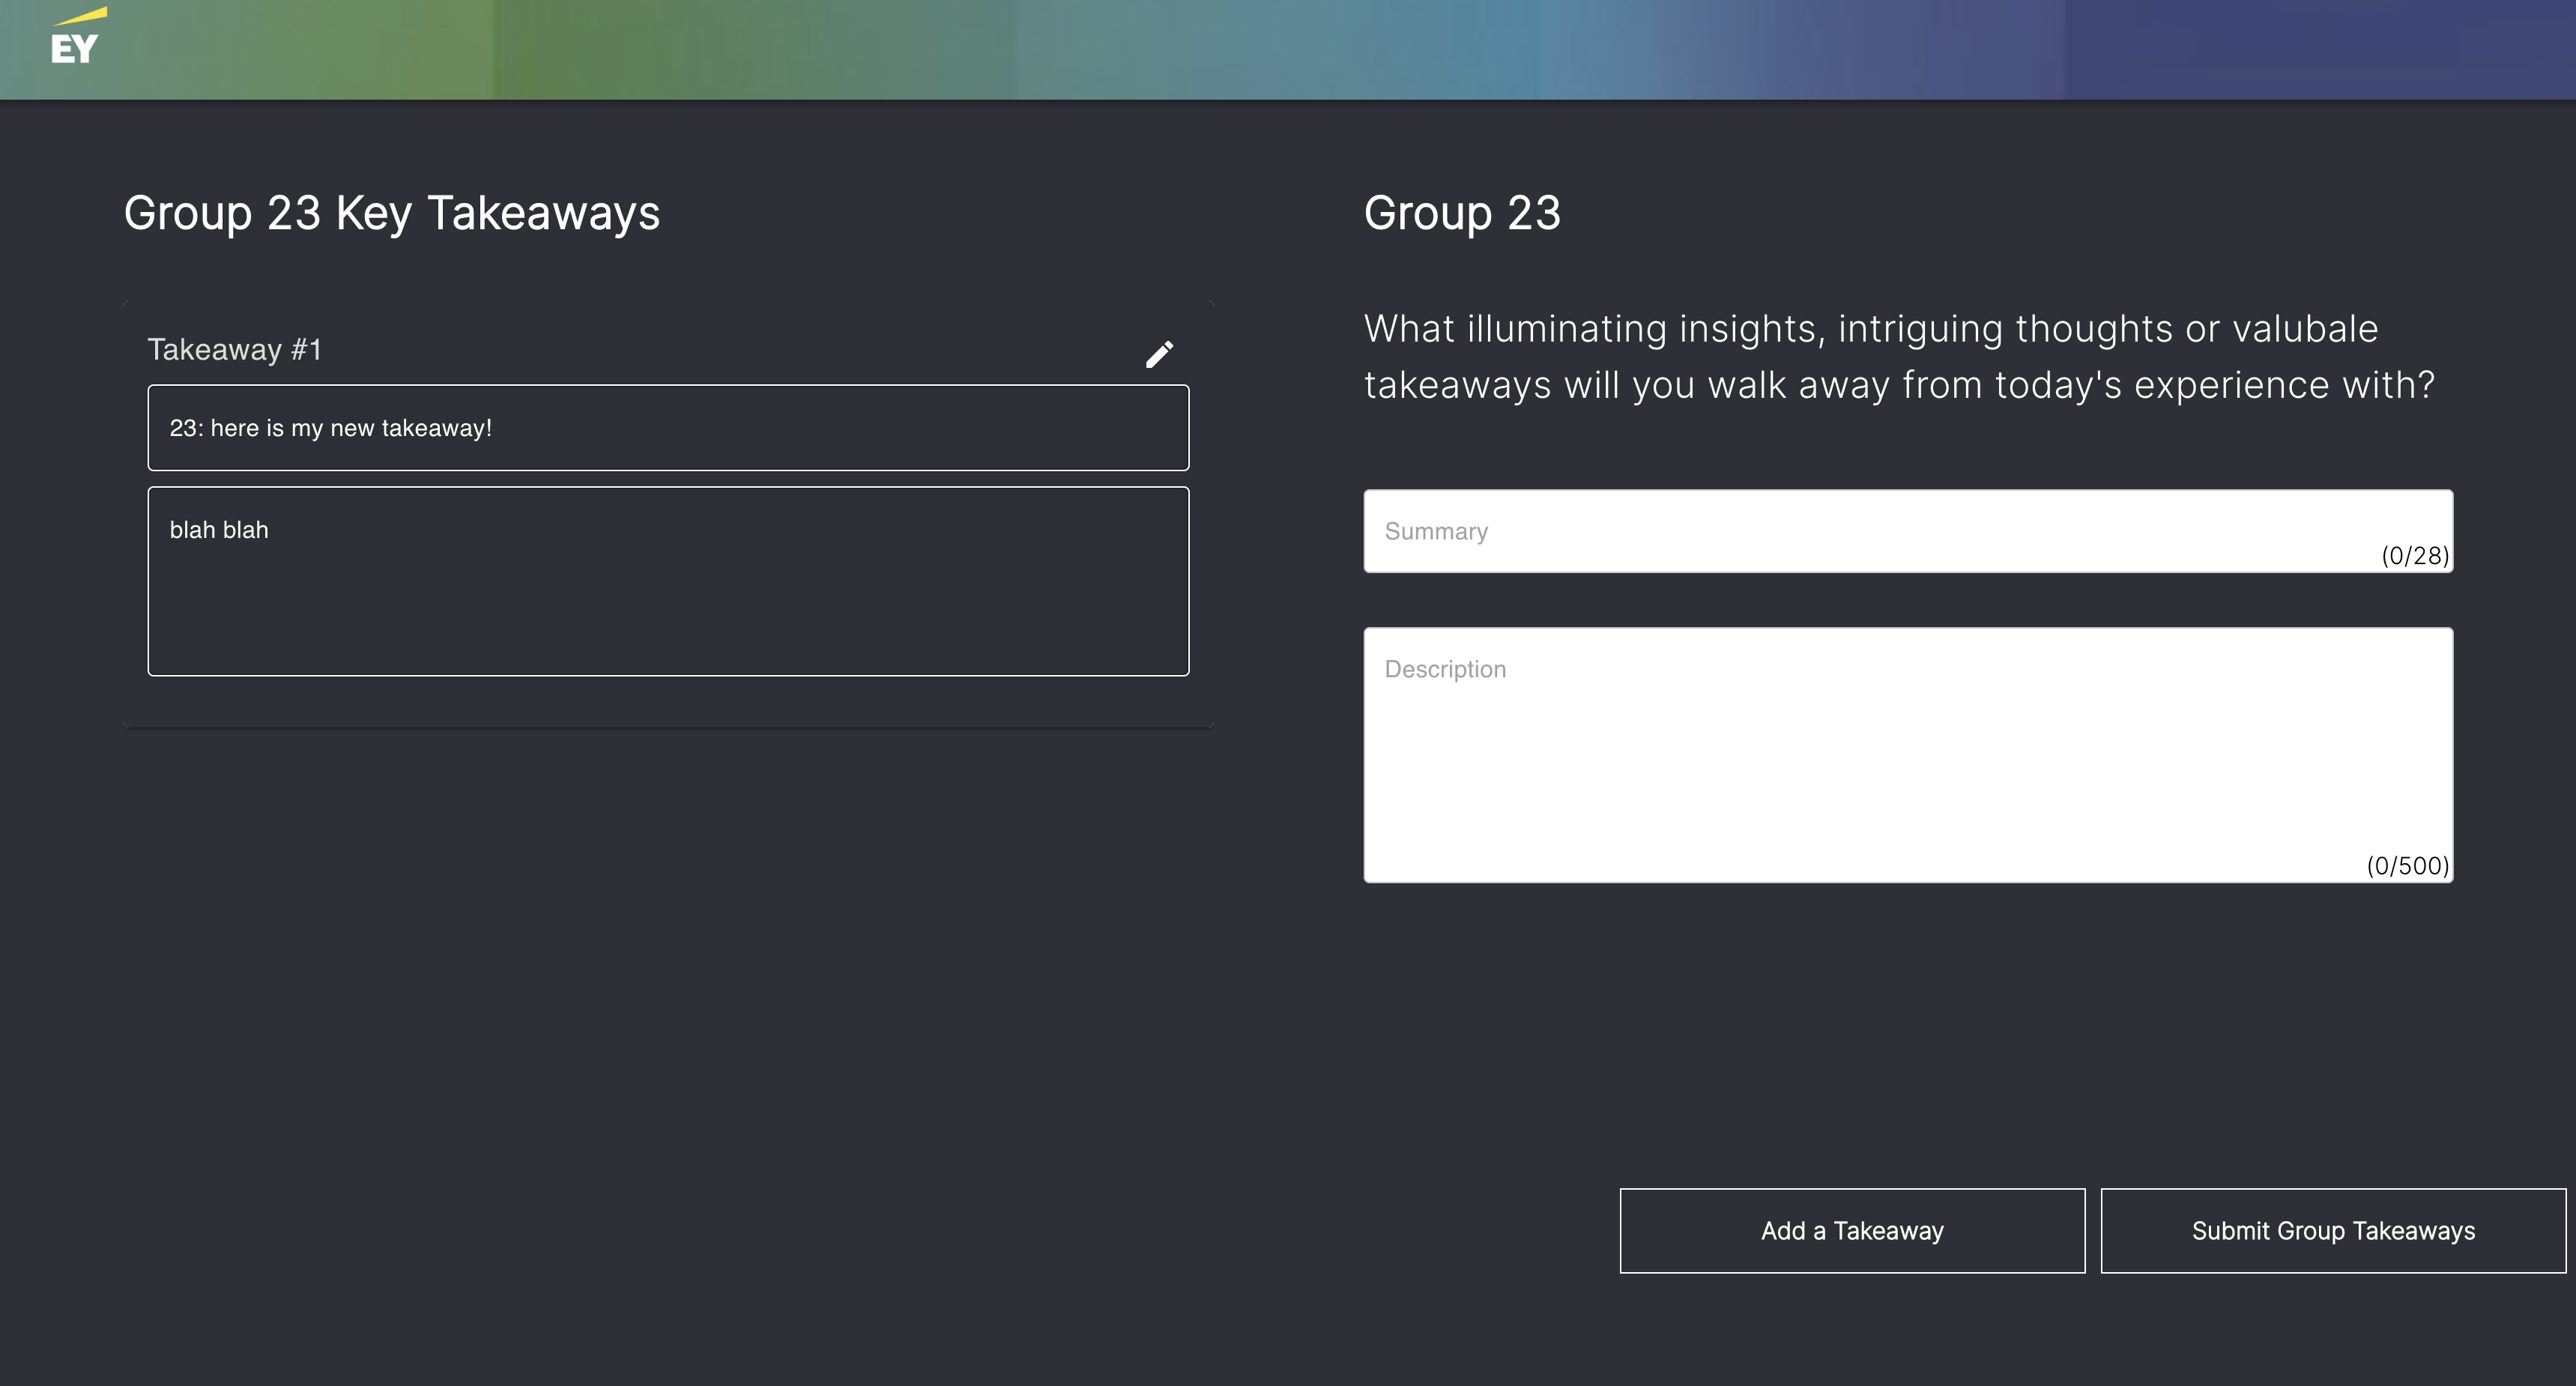 EY
Group 23 Key Takeaways
Takeaway #1
23: here is my new takeaway!
blah blah
Group 23
What illuminating insights, intriguing thoughts or valubale
takeaways will you walk away from today's experience with?
Summary
(0/28)
Description
(0/500)
Add a Takeaway
Submit Group Takeaways